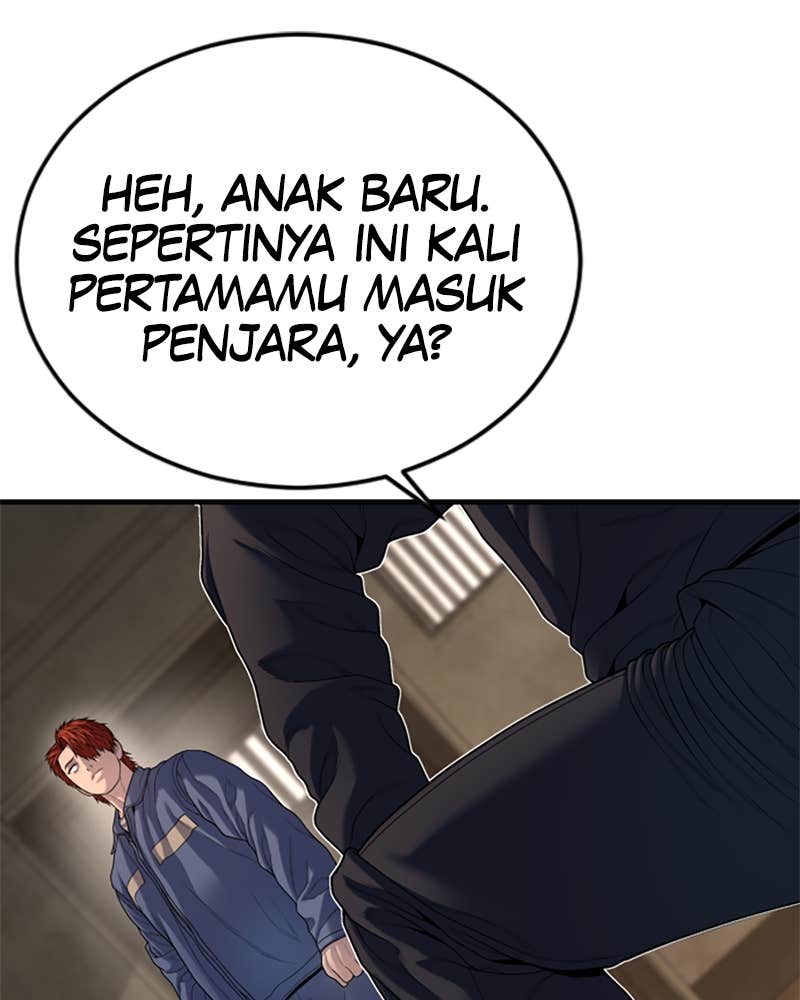 HEH, ANAK BARU.
SEPERTINYA INI KALI
PERTAMAMU MASUK
PENJARA, YA?